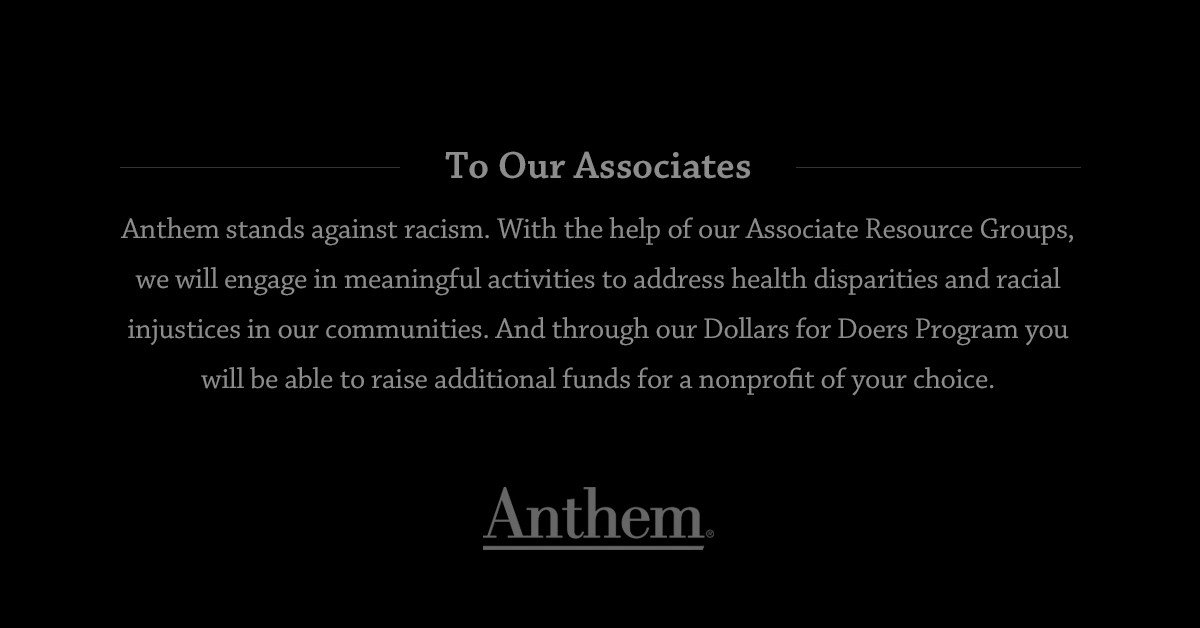 To Our Associates
Anthem stands against racism. With the help of our Associate Resource Groups,
we will engage in meaningful activities to address health disparities and racial
injustices in our communities. And through our Dollars for Doers Program you
will be able to raise additional funds for a nonprofit of your choice.
Anthem®